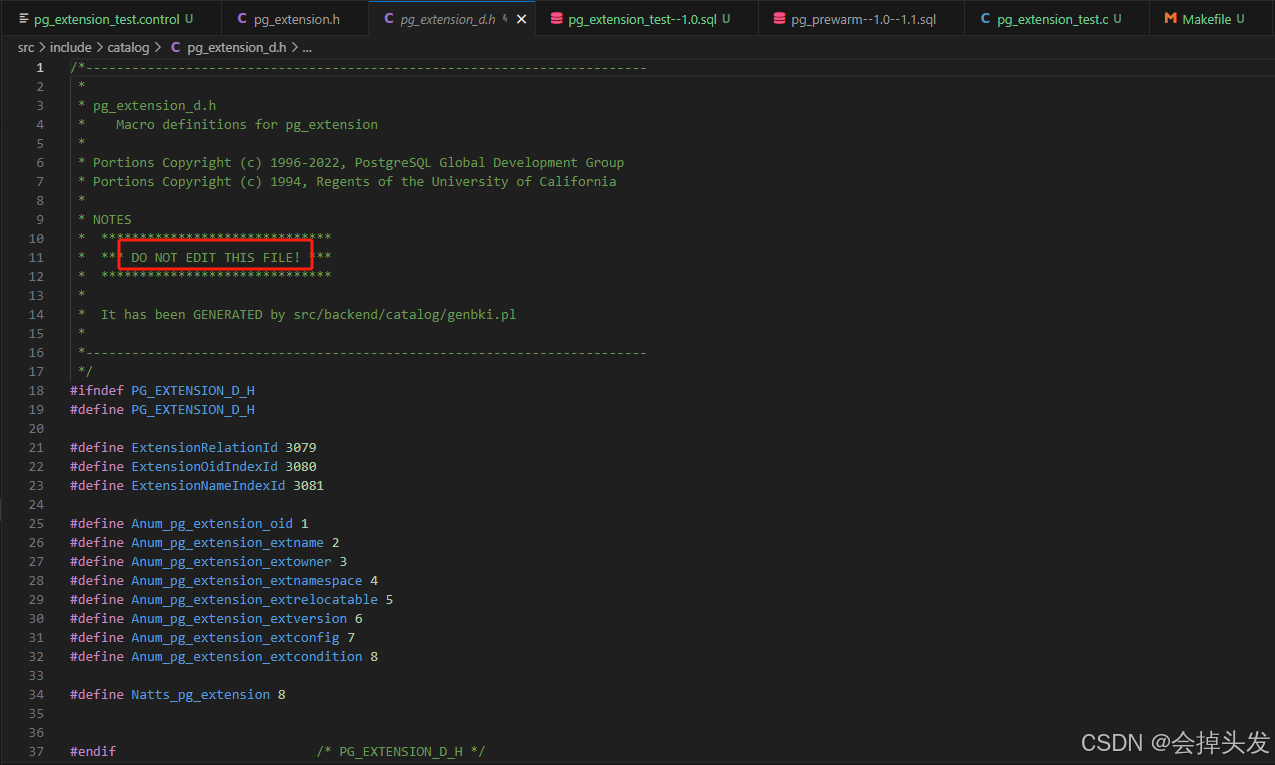 pg_extension_test.control U C pg_extension.h C pg_extension_d.h pg_extension_test--1.0.sql U pg_prewarm--1.0--1.1.sql C pg_extension_test.c U M Makefile U
src > include > catalog > C pg_extension_d.h > ...
1 /*-------------------------------------------------------------------------
2 *
3 * pg_extension_d.h
4 * Macro definitions for pg_extension
5 *
6 * Portions Copyright (c) 1996-2022, PostgreSQL Global Development Group
7 * Portions Copyright (c) 1994, Regents of the University of California
8 *
9 * NOTES
10 * ******************************
11 * *** DO NOT EDIT THIS FILE! ***
12 * ******************************
13 *
14 * It has been GENERATED by src/backend/catalog/genbki.pl
15 *
16 *-------------------------------------------------------------------------
17 */
18 #ifndef PG_EXTENSION_D_H
19 #define PG_EXTENSION_D_H
20
21 #define ExtensionRelationId 3079
22 #define ExtensionOidIndexId 3080
23 #define ExtensionNameIndexId 3081
24
25 #define Anum_pg_extension_oid 1
26 #define Anum_pg_extension_extname 2
27 #define Anum_pg_extension_extowner 3
28 #define Anum_pg_extension_extnamespace 4
29 #define Anum_pg_extension_extrelocatable 5
30 #define Anum_pg_extension_extversion 6
31 #define Anum_pg_extension_extconfig 7
32 #define Anum_pg_extension_extcondition 8
33
34 #define Natts_pg_extension 8
35
36
37 #endif /* PG_EXTENSION_D_H */
CSDN @会掉头发